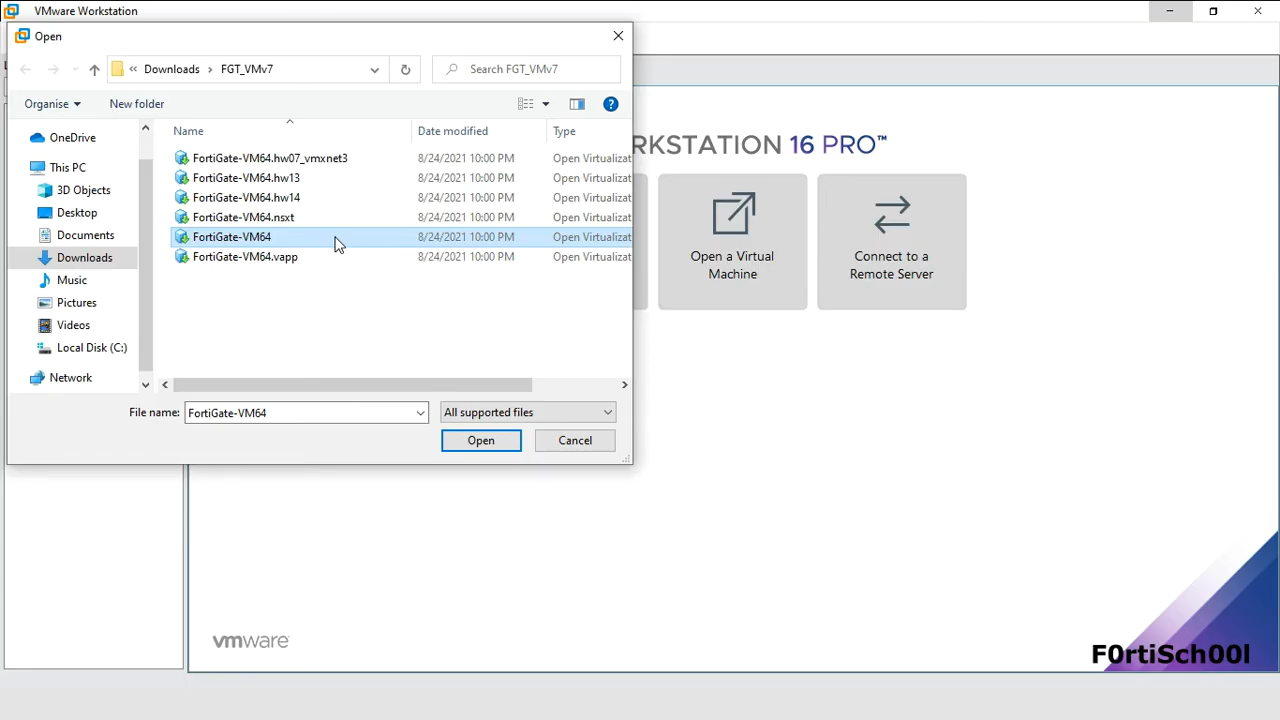 VMware Workstation
Open
Downloads
FGT_VMv7
Search FGT_VMv7
Organise
New folder
OneDrive
This PC
3D Objects
Desktop
Documents
Downloads
Music
Pictures
Videos
Local Disk (C:)
Network
Name Date modified Type
FortiGate-VM64.hw07_vmxnet3 8/24/2021 10:00 PM Open Virtualizat
FortiGate-VM64.hw13 8/24/2021 10:00 PM Open Virtualizat
FortiGate-VM64.hw14 8/24/2021 10:00 PM Open Virtualizat
FortiGate-VM64.nsxt 8/24/2021 10:00 PM Open Virtualizat
FortiGate-VM64 8/24/2021 10:00 PM Open Virtualizat
FortiGate-VM64.vapp 8/24/2021 10:00 PM Open Virtualizat
File name: FortiGate-VM64 All supported files
Open Cancel
RKSTATION 16 PRO™
Open a Virtual
Machine
Connect to a
Remote Server
vmware
F0rtiSch00l